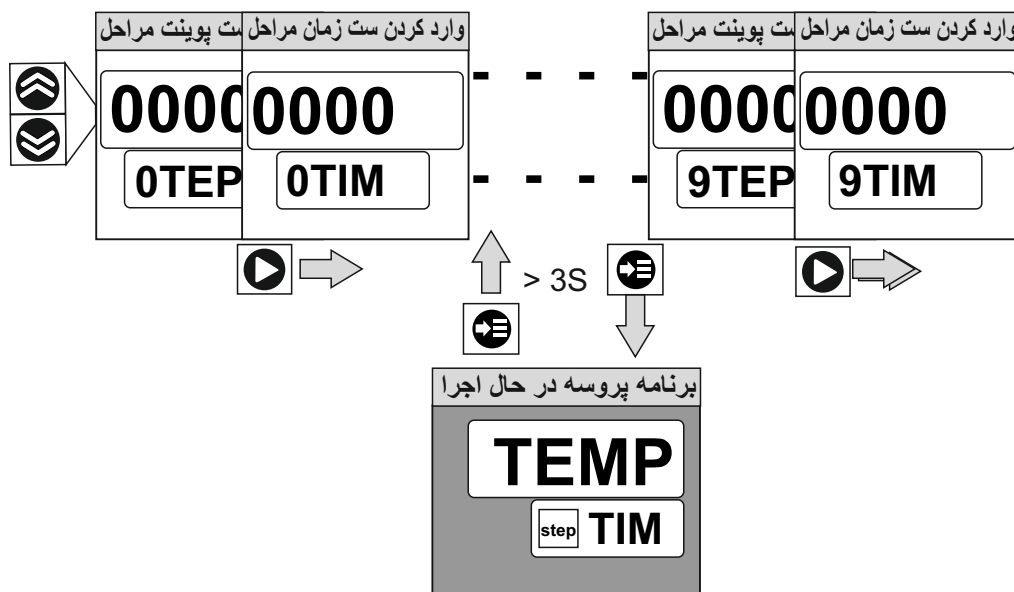 ست پوینت مراحل
وارد کردن ست زمان مراحل
0000
0TEP
0000
0TIM
- - - -
- - - -
ست پوینت مراحل
وارد کردن ست زمان مراحل
0000
9TEP
0000
9TIM
> 3S
برنامه پروسه در حال اجرا
TEMP
step TIM